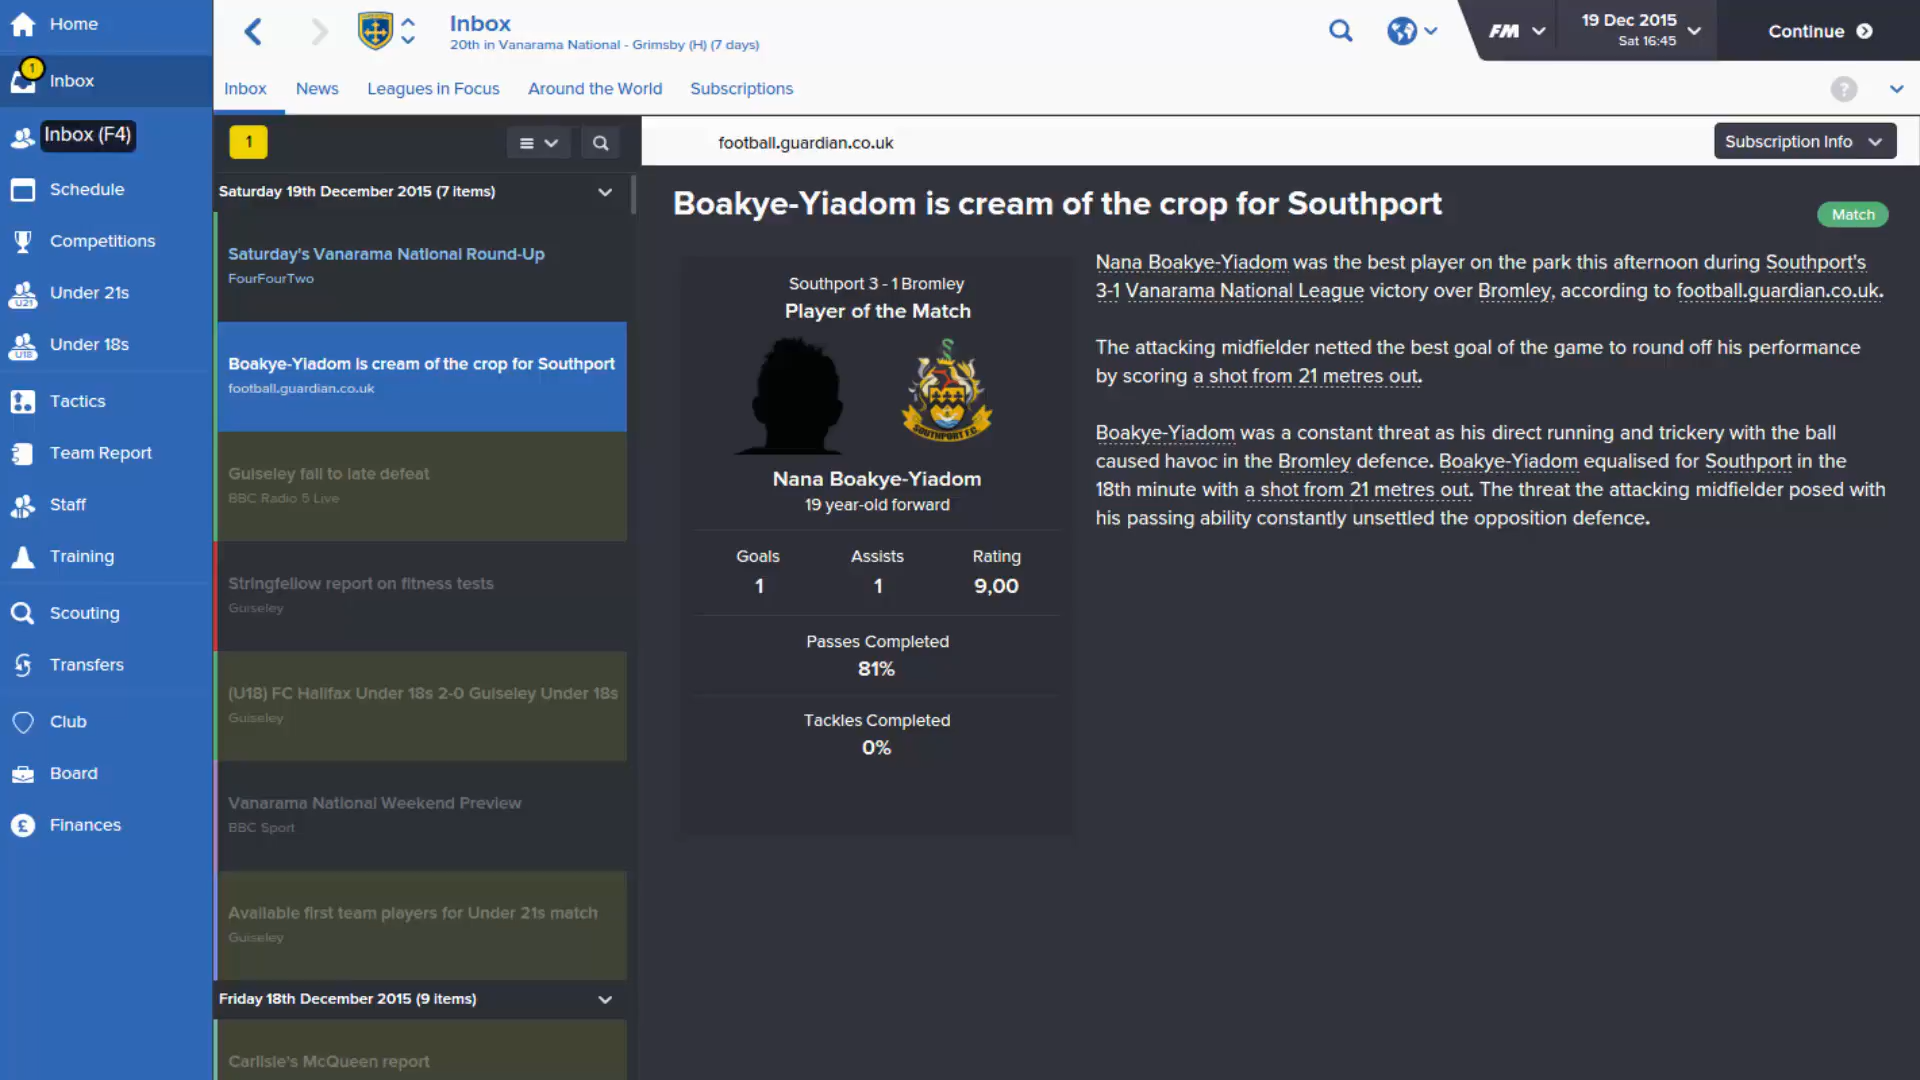 Home
1
Inbox
Inbox (F4)
Schedule
Competitions
U21
Under 21s
U18
Under 18s
Tactics
Team Report
Staff
Training
Scouting
Transfers
Club
Board
£
Finances
Inbox
20th in Vanarama National - Grimsby (H) (7 days)
FM
19 Dec 2015
Sat 16:45
Continue
Inbox News Leagues in Focus Around the World Subscriptions
?
1
Saturday 19th December 2015 (7 items)
Saturday's Vanarama National Round-Up
FourFourTwo
Boakye-Yiadom is cream of the crop for Southport
football.guardian.co.uk
Guiseley fall to late defeat
BBC Radio 5 Live
Stringfellow report on fitness tests
Guiseley
(U18) FC Halifax Under 18s 2-0 Guiseley Under 18s
Guiseley
Vanarama National Weekend Preview
BBC Sport
Available first team players for Under 21s match
Guiseley
Friday 18th December 2015 (9 items)
Carlisle's McQueen report
football.guardian.co.uk
Subscription Info
Boakye-Yiadom is cream of the crop for Southport
Match
Southport 3 - 1 Bromley
Player of the Match
SOUTHPORT F.C.
Nana Boakye-Yiadom
19 year-old forward
Goals Assists Rating
1 1 9,00
Passes Completed
81%
Tackles Completed
0%
Nana Boakye-Yiadom was the best player on the park this afternoon during Southport's
3-1 Vanarama National League victory over Bromley, according to football.guardian.co.uk.
The attacking midfielder netted the best goal of the game to round off his performance
by scoring a shot from 21 metres out.
Boakye-Yiadom was a constant threat as his direct running and trickery with the ball
caused havoc in the Bromley defence. Boakye-Yiadom equalised for Southport in the
18th minute with a shot from 21 metres out. The threat the attacking midfielder posed with
his passing ability constantly unsettled the opposition defence.